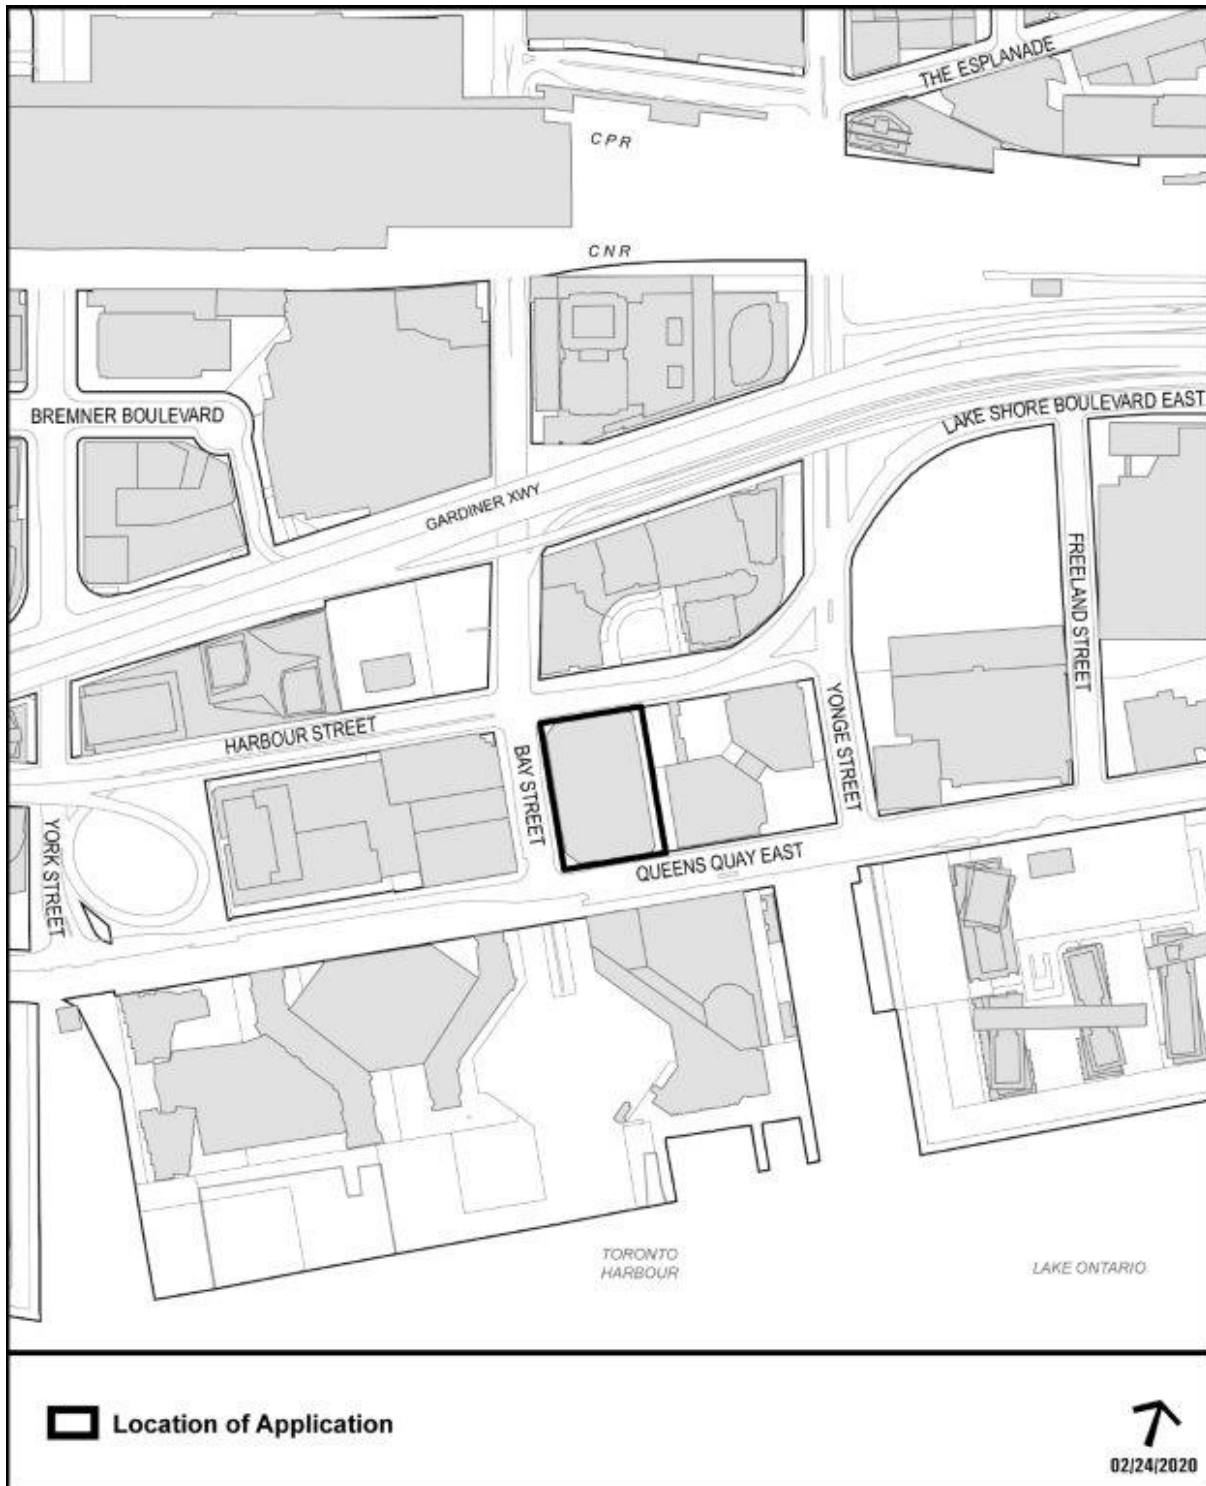 THE ESPLANADE
CPR
CNR
BREMNER BOULEVARD
LAKE SHORE BOULEVARD EAST
GARDINER XWY
FREELAND STREET
HARBOUR STREET
BAY STREET
YONGE STREET
YORK STREET
QUEENS QUAY EAST
TORONTO
HARBOUR
LAKE ONTARIO
Location of Application
02/24/2020